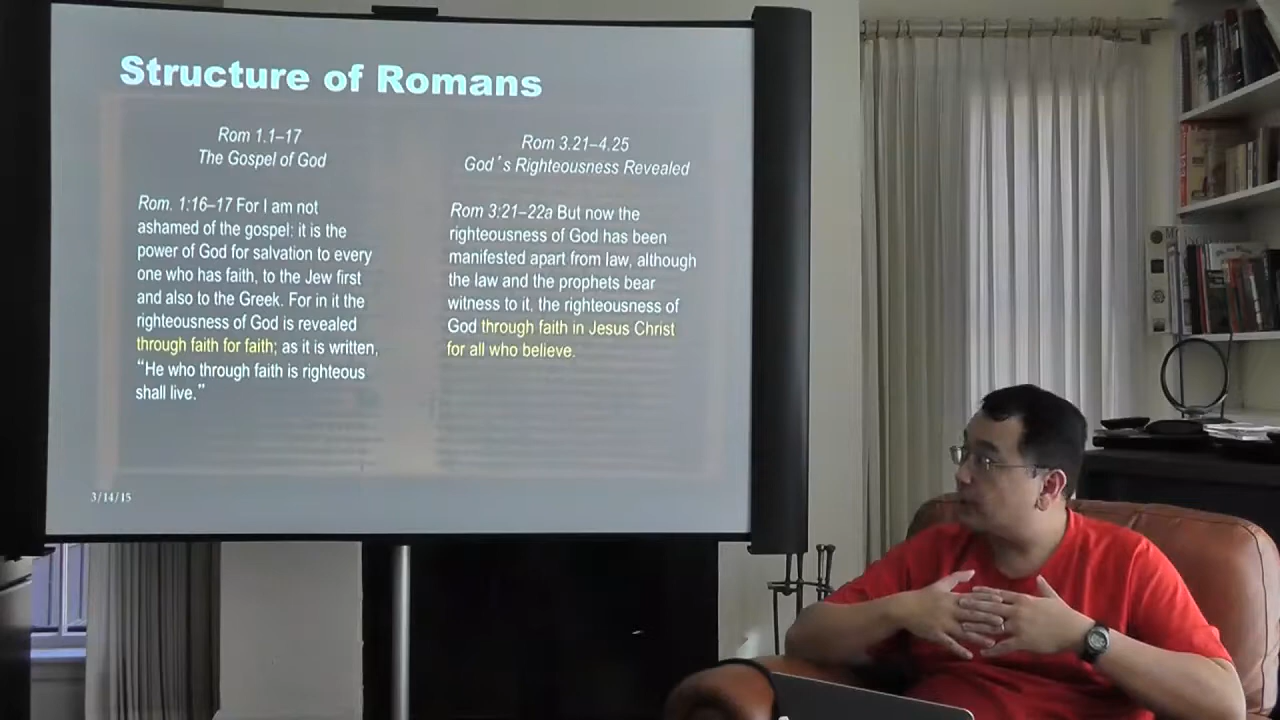 Structure of Romans
Rom 1.1–17
The Gospel of God
Rom. 1:16–17 For I am not
ashamed of the gospel: it is the
power of God for salvation to every
one who has faith, to the Jew first
and also to the Greek. For in it the
righteousness of God is revealed
through faith for faith; as it is written,
“He who through faith is righteous
shall live.”
Rom 3.21–4.25
God’s Righteousness Revealed
Rom 3:21–22a But now the
righteousness of God has been
manifested apart from law, although
the law and the prophets bear
witness to it, the righteousness of
God through faith in Jesus Christ
for all who believe.
3/14/15